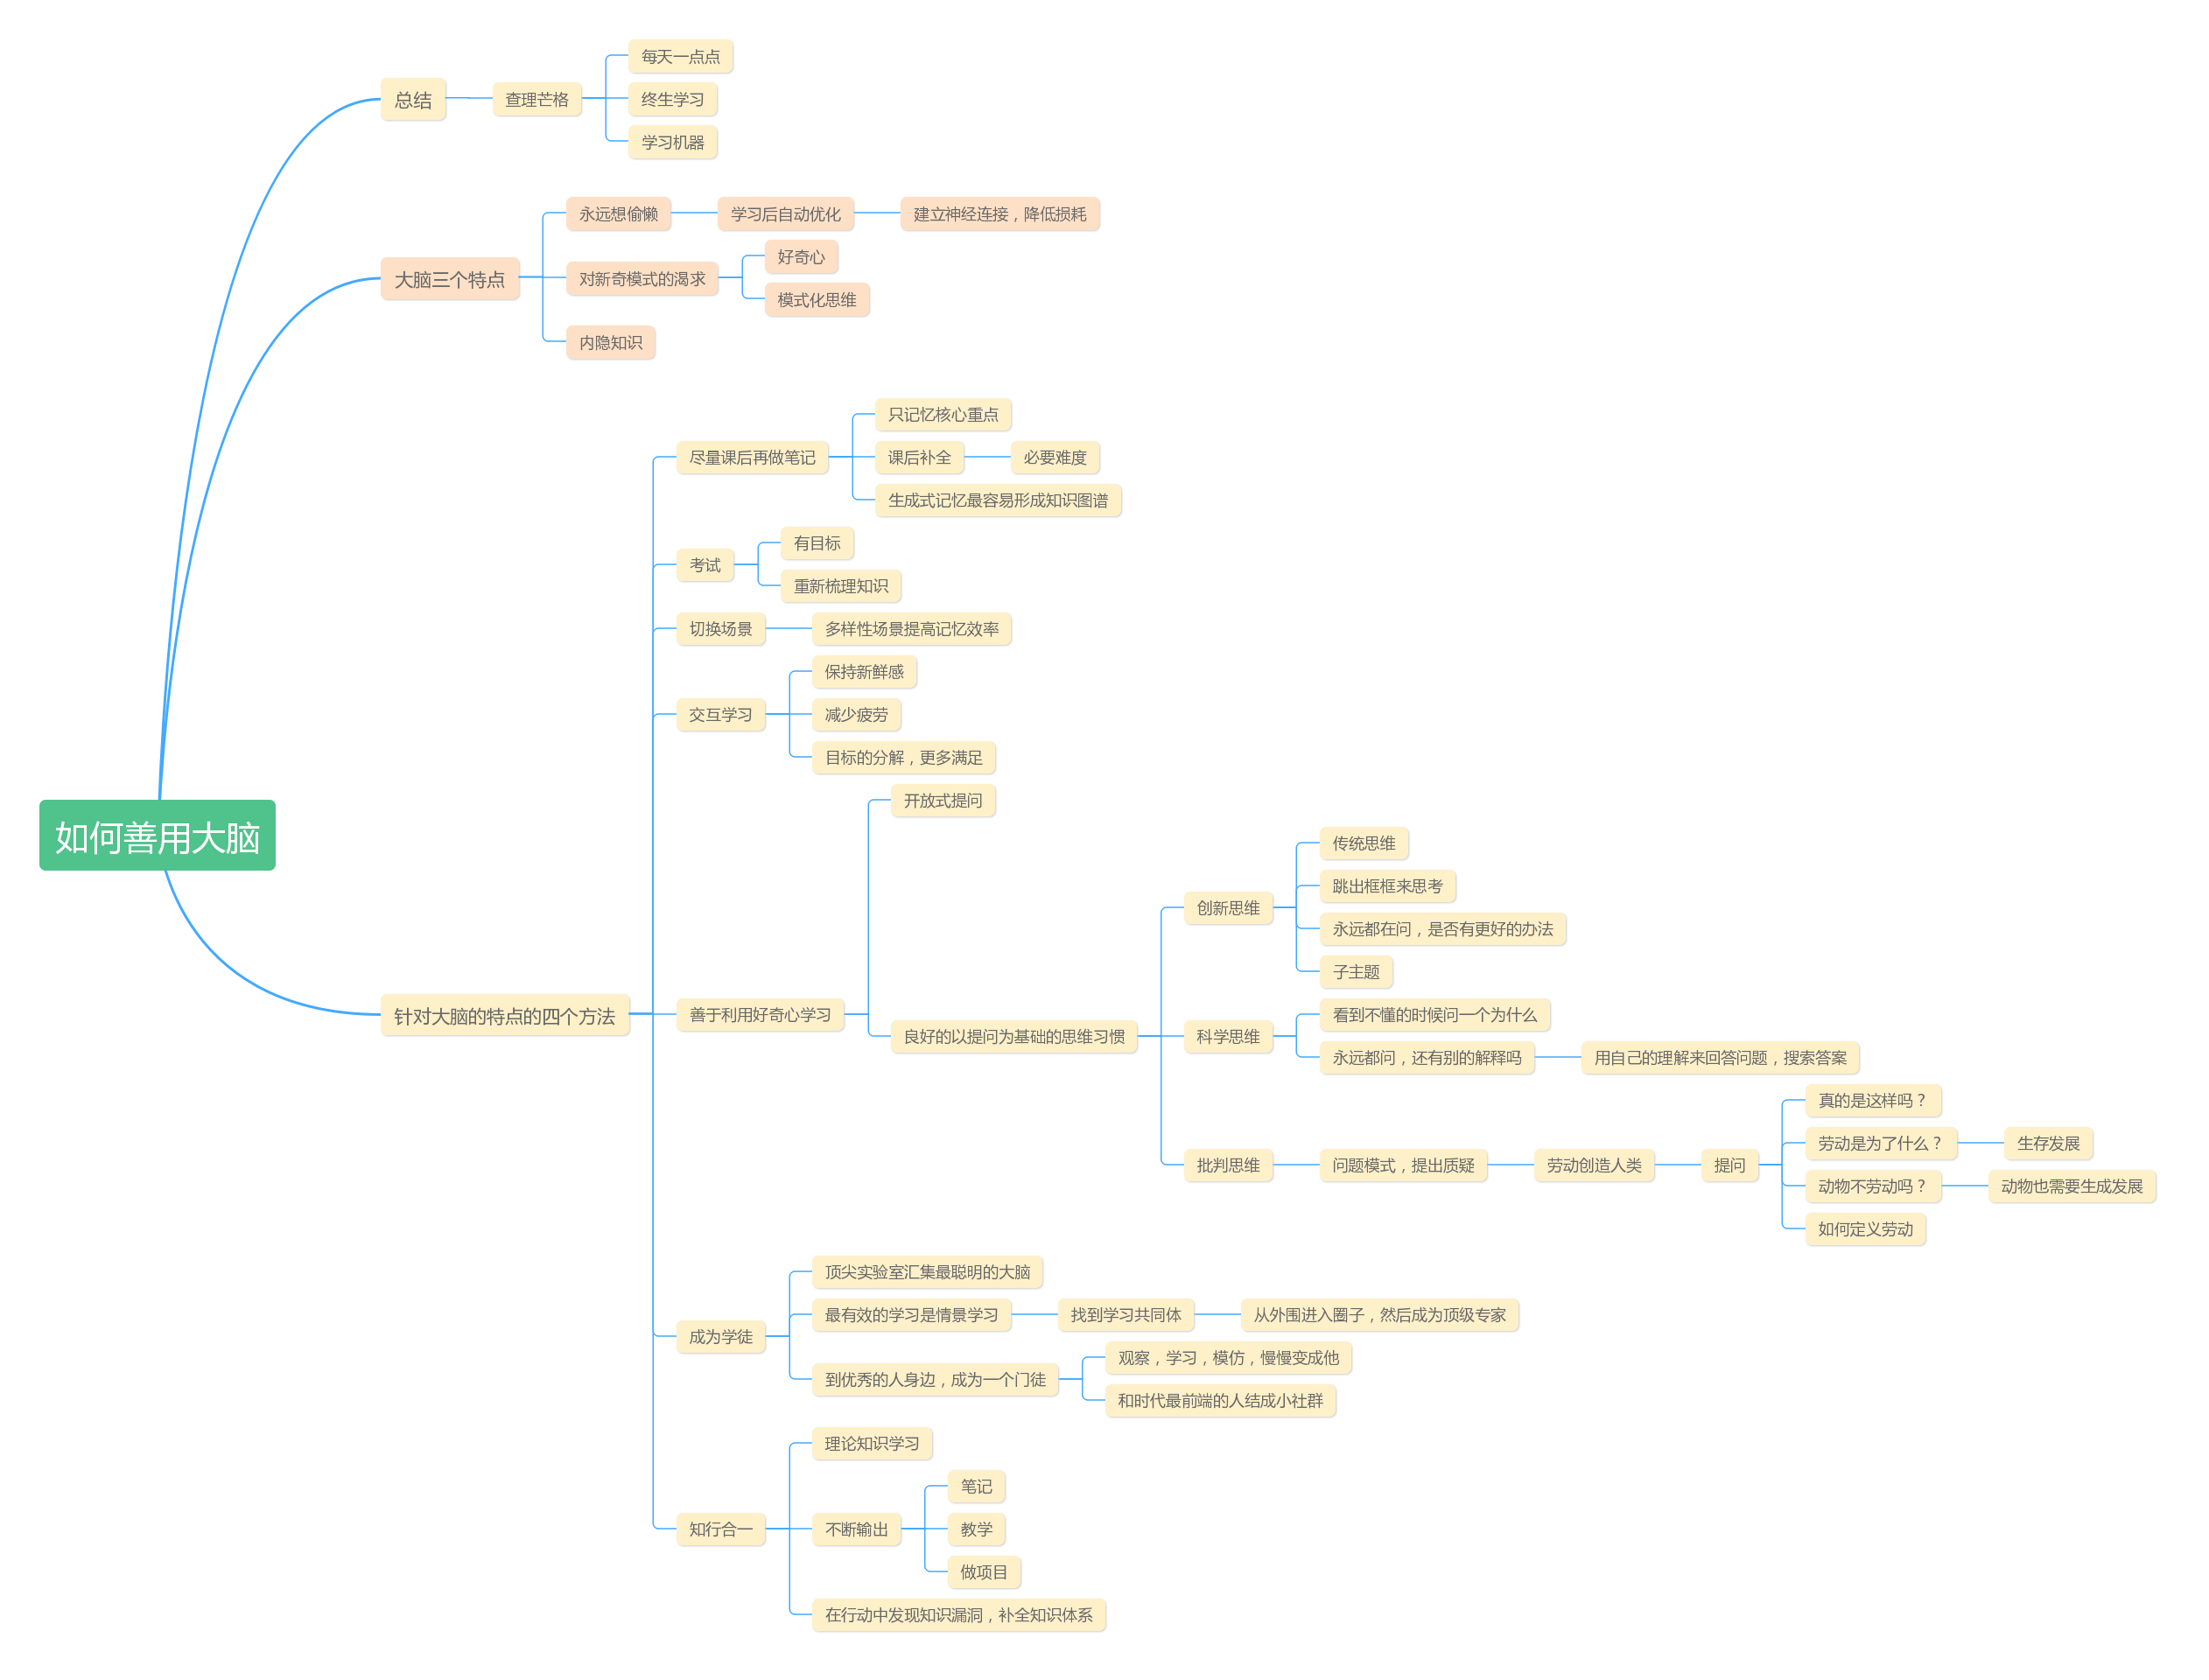 如何善用大脑
总结
查理芒格
每天一点点
终生学习
学习机器
大脑三个特点
永远想偷懒
学习后自动优化
建立神经连接，降低损耗
对新奇模式的渴求
好奇心
模式化思维
内隐知识
针对大脑的特点的四个方法
尽量课后再做笔记
只记忆核心重点
课后补全
必要难度
生成式记忆最容易形成知识图谱
考试
有目标
重新梳理知识
切换场景
多样性场景提高记忆效率
交互学习
保持新鲜感
减少疲劳
目标的分解，更多满足
善于利用好奇心学习
开放式提问
良好的以提问为基础的思维习惯
创新思维
传统思维
跳出框框来思考
永远都在问，是否有更好的办法
子主题
科学思维
看到不懂的时候问一个为什么
永远都问，还有别的解释吗
用自己的理解来回答问题，搜索答案
批判思维
问题模式，提出质疑
劳动创造人类
提问
真的是这样吗？
劳动是为了什么？
生存发展
动物不劳动吗？
动物也需要生成发展
如何定义劳动
成为学徒
顶尖实验室汇集最聪明的大脑
最有效的学习是情景学习
找到学习共同体
从外围进入圈子，然后成为顶级专家
到优秀的人身边，成为一个门徒
观察，学习，模仿，慢慢变成他
和时代最前端的人结成小社群
知行合一
理论知识学习
不断输出
笔记
教学
做项目
在行动中发现知识漏洞，补全知识体系